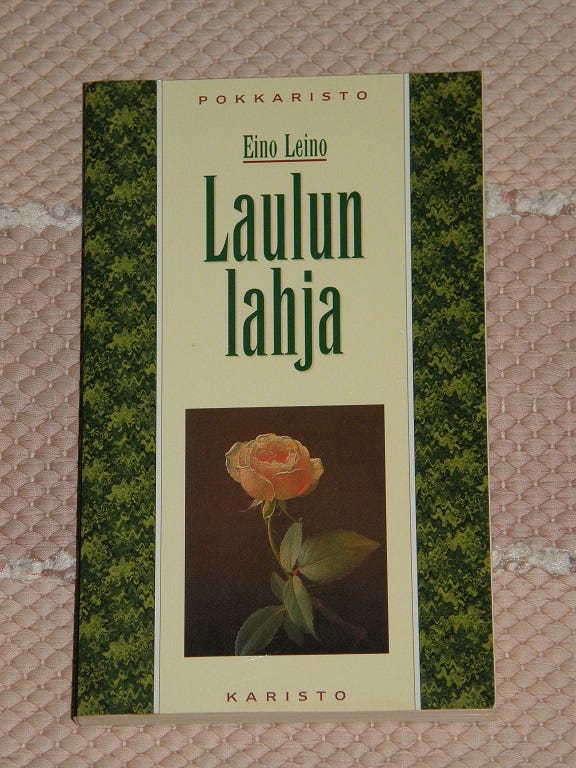 POKKARISTO
Eino Leino
Laulun
lahja
KARISTO